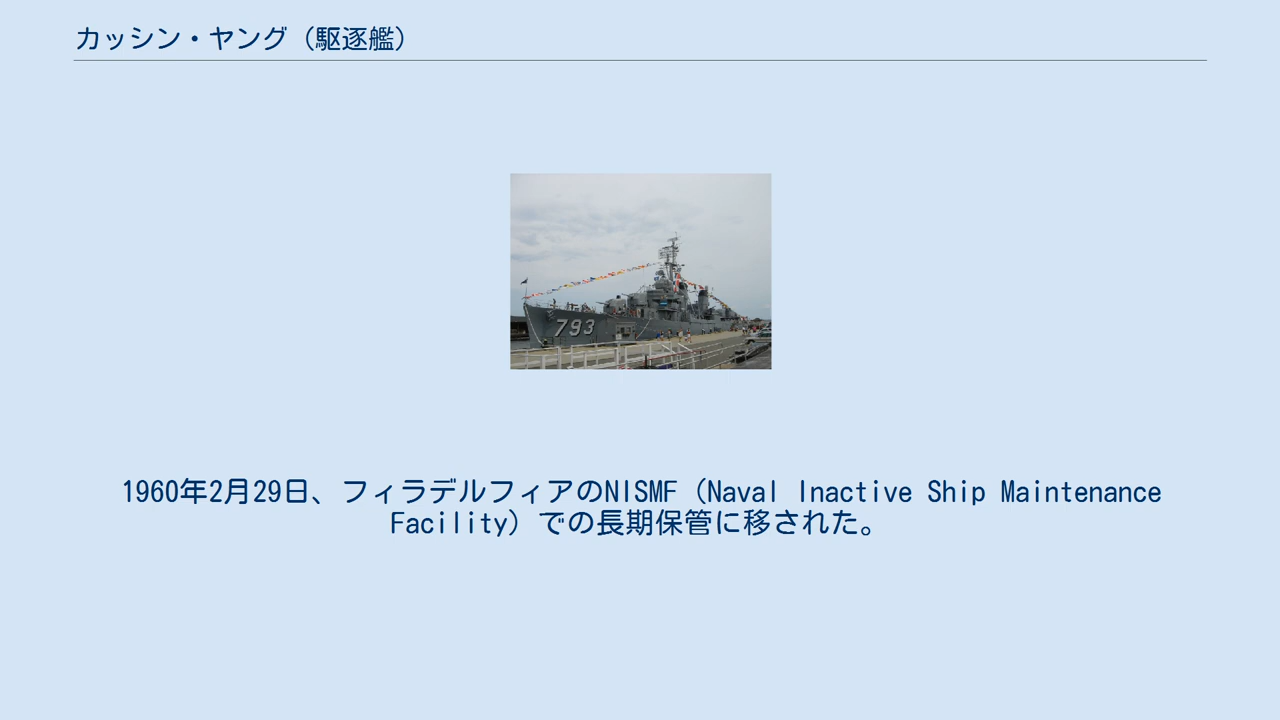 カッシン・ヤング（駆逐艦）
793
1960年2月29日、フィラデルフィアのNISMF（Naval Inactive Ship Maintenance
Facility）での長期保管に移された。